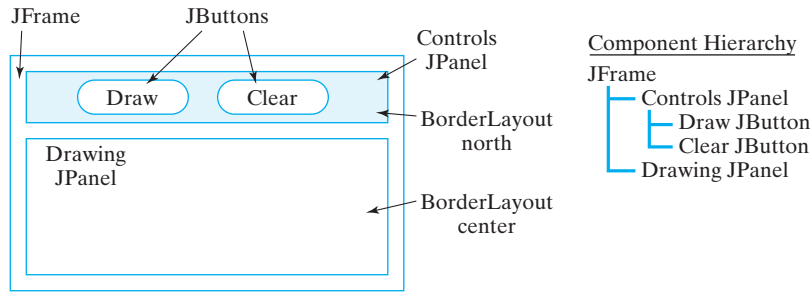 JFrame
JButtons
Controls
JPanel
Draw
Clear
BorderLayout
north
Drawing
JPanel
BorderLayout
center
Component Hierarchy
JFrame
Controls JPanel
Draw JButton
Clear JButton
Drawing JPanel